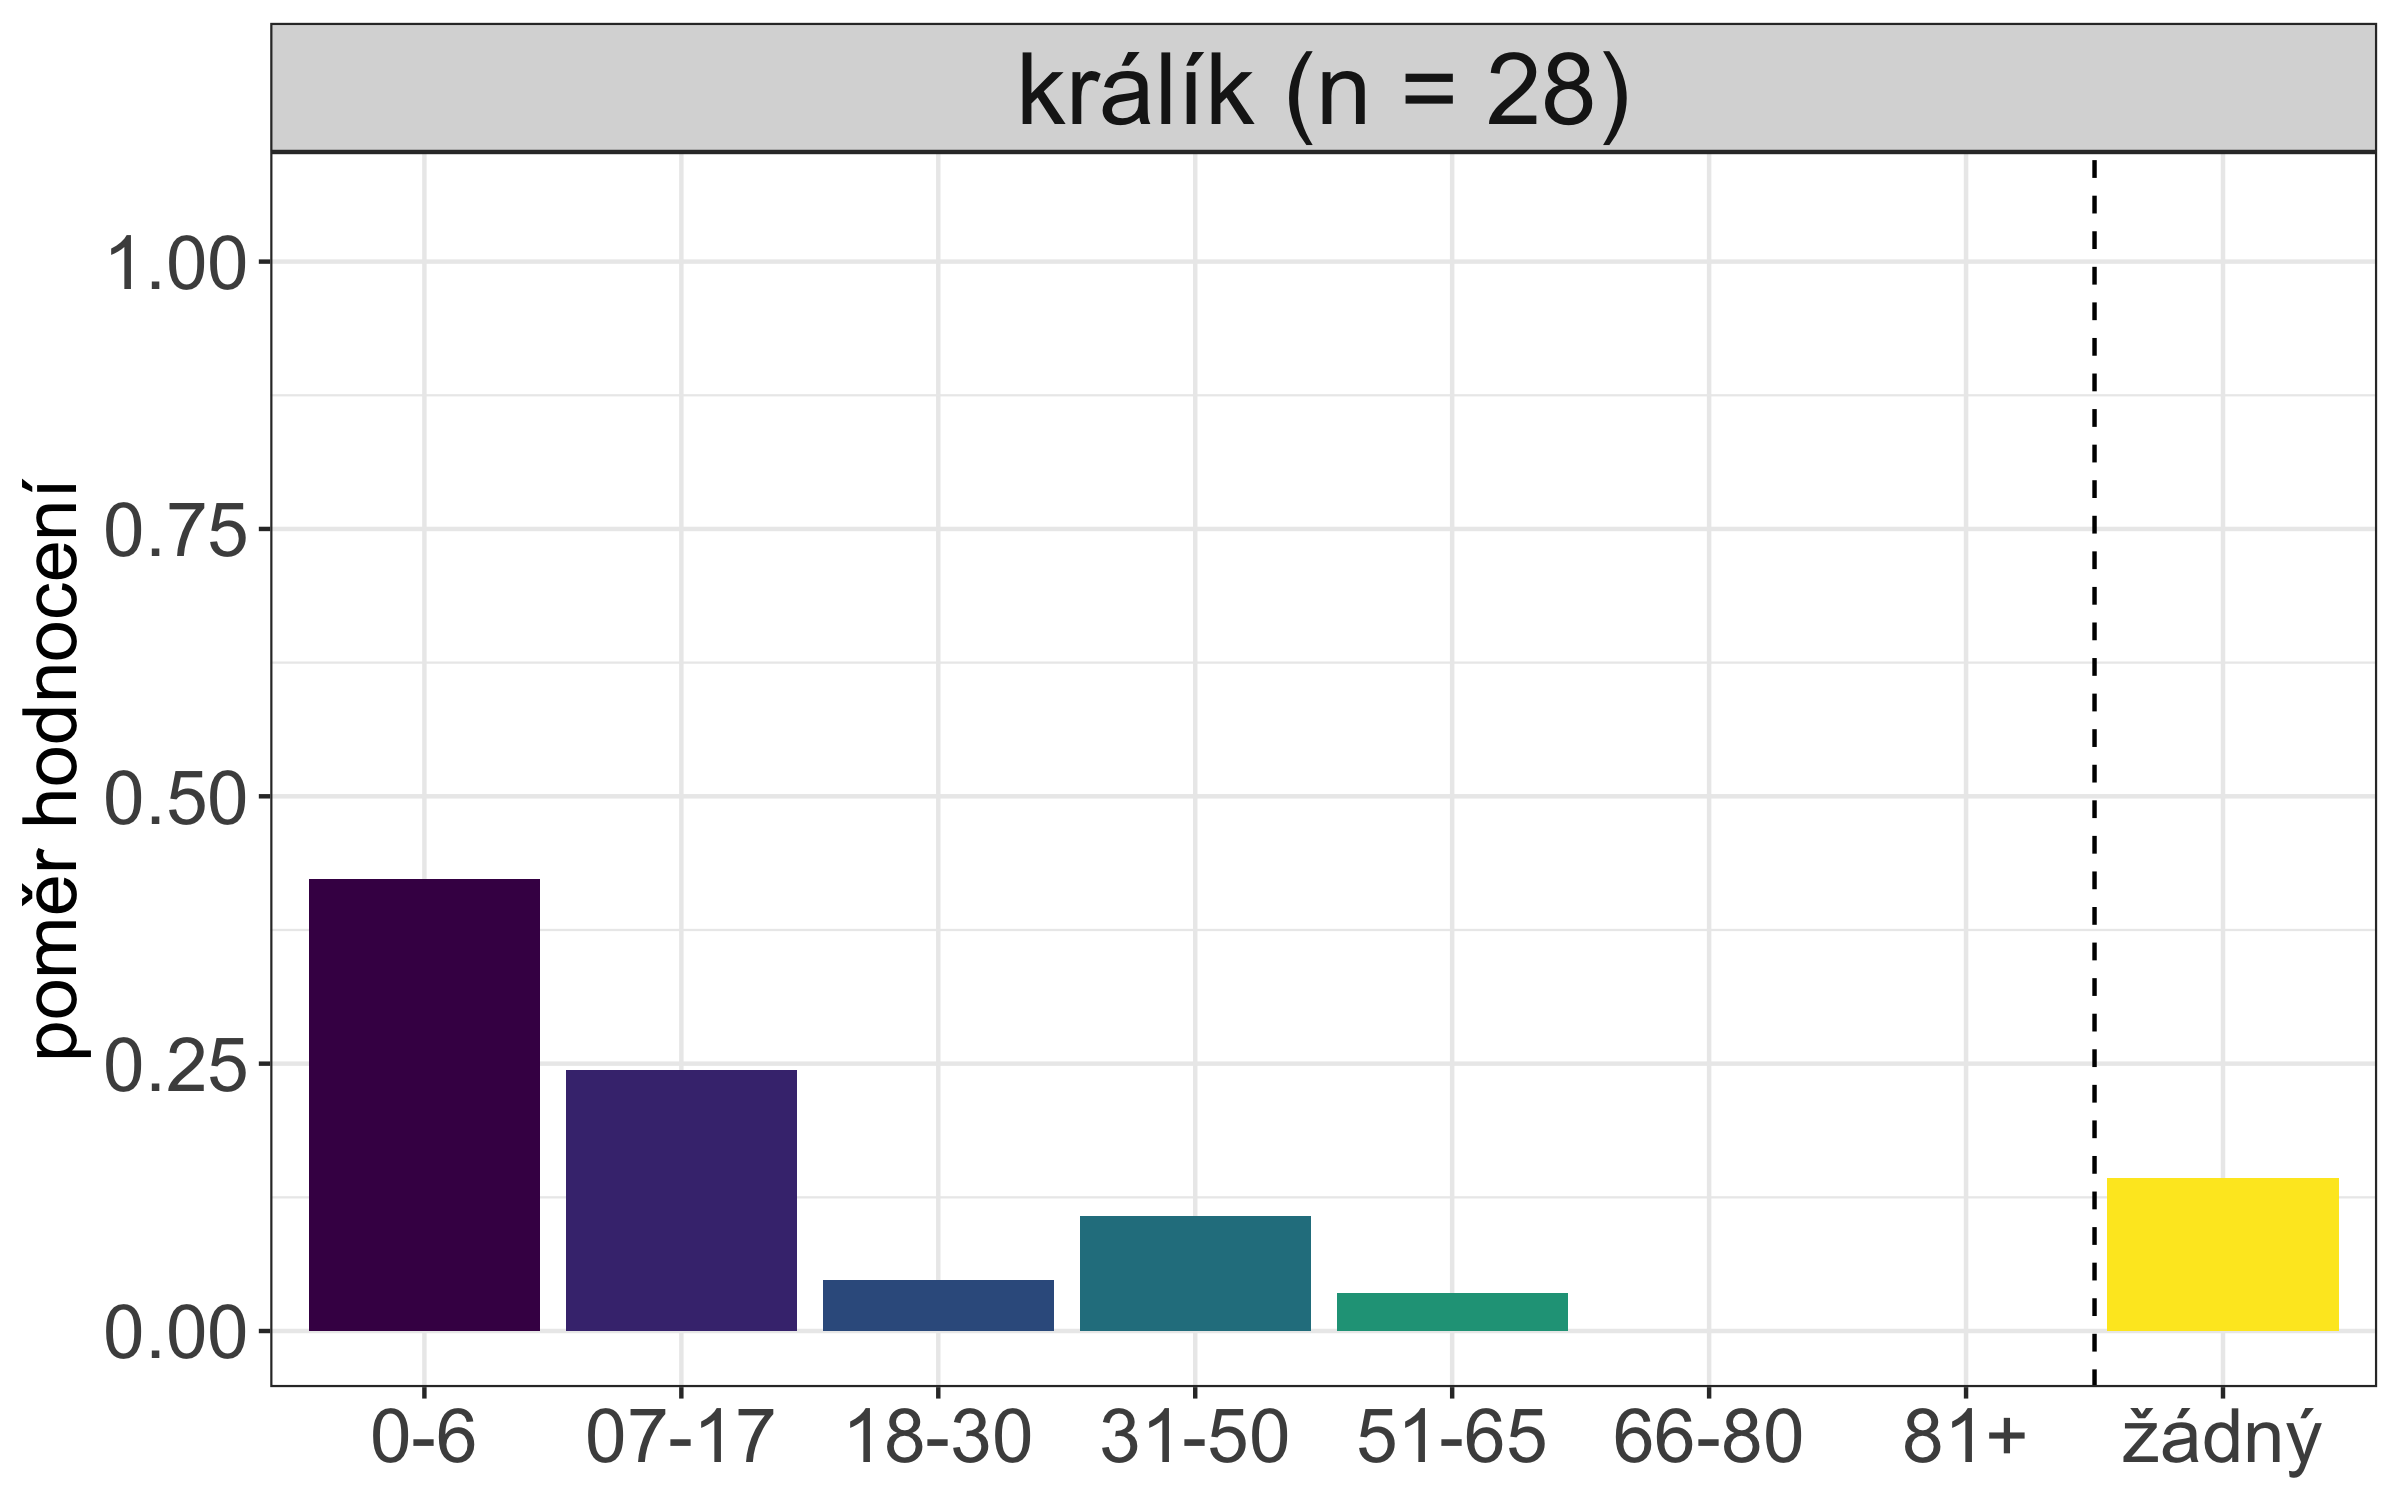 králík (n = 28)
poměr hodnocení
1.00
0.75
0.50
0.25
0.00
0-6 07-17 18-30 31-50 51-65 66-80 81+ žádný